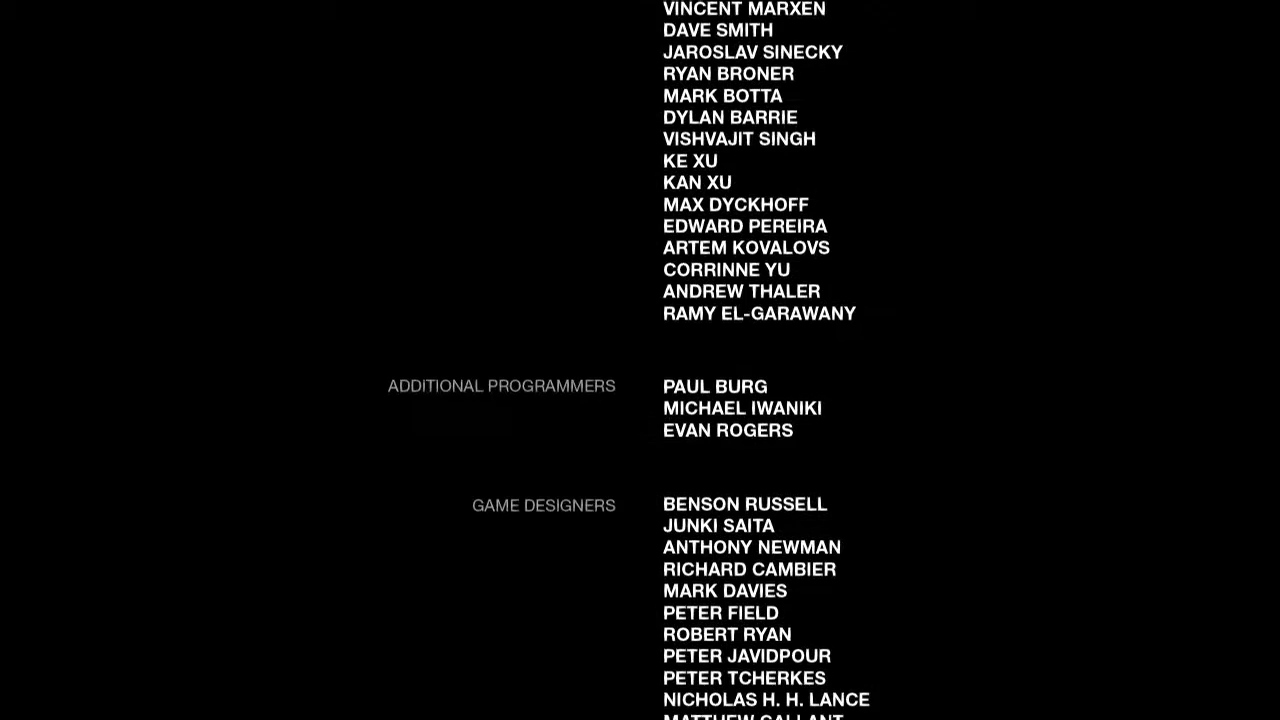 VINCENT MARXEN
DAVE SMITH
JAROSLAV SINECKY
RYAN BRONER
MARK BOTTA
DYLAN BARRIE
VISHVAJIT SINGH
KE XU
KAN XU
MAX DYCKHOFF
EDWARD PEREIRA
ARTEM KOVALOVS
CORRINNE YU
ANDREW THALER
RAMY EL-GARAWANY
ADDITIONAL PROGRAMMERS PAUL BURG
MICHAEL IWANIKI
EVAN ROGERS
GAME DESIGNERS BENSON RUSSELL
JUNKI SAITA
ANTHONY NEWMAN
RICHARD CAMBIER
MARK DAVIES
PETER FIELD
ROBERT RYAN
PETER JAVIDPOUR
PETER TCHERKES
NICHOLAS H. H. LANCE
MATTHEW GALLANT